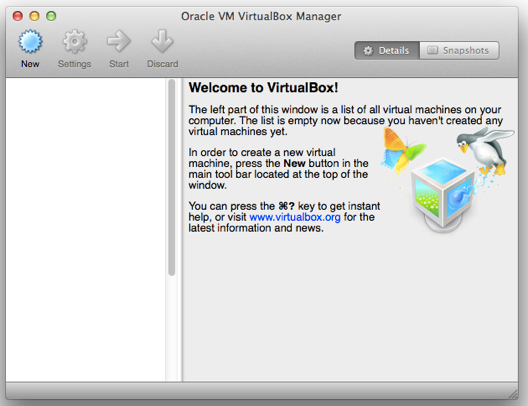 Oracle VM VirtualBox Manager
New
Settings
Start
Discard
Details
Snapshots
Welcome to VirtualBox!
The left part of this window is a list of all virtual machines on your
computer. The list is empty now because you haven't created any
virtual machines yet.
In order to create a new virtual
machine, press the New button in the
main tool bar located at the top of the
window.
You can press the ⌘? key to get instant
help, or visit www.virtualbox.org for the
latest information and news.